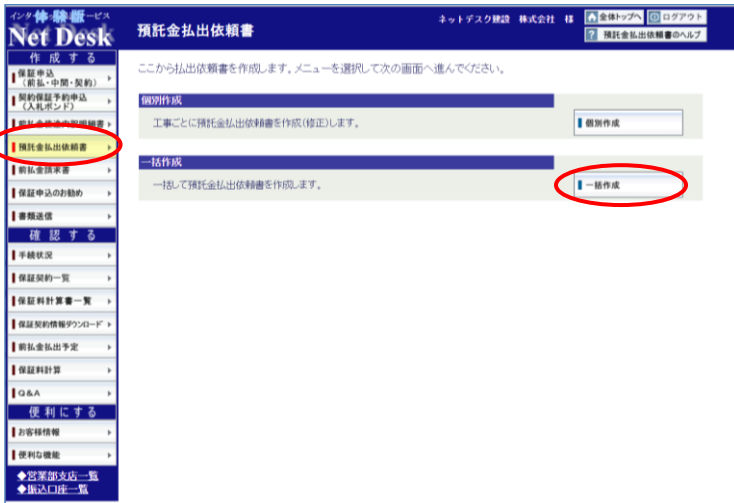 インタ体験版ービス
Net Desk
預託金払出依頼書
ネットデスク建設 株式会社 様
全体トップへ
ログアウト
? 預託金払出依頼書のヘルプ
作成する
保証申込
(前払・中間・契約)
契約保証予約申込
(入札ボンド)
預託金払出依頼書
前払金請求書
保証申込のお勧め
書類送信
確認する
手続状況
保証契約一覧
保証料計算書一覧
保証契約情報ダウンロード
前払金払出予定
保証料計算
Q&A
便利にする
お客様情報
便利な機能
◆営業部支店一覧
◆振込口座一覧
ここから払出依頼書を作成します。メニューを選択して次の画面へ進んでください。
個別作成
工事ごとに預託金払出依頼書を作成(修正)します。
個別作成
一括作成
一括して預託金払出依頼書を作成します。
一括作成